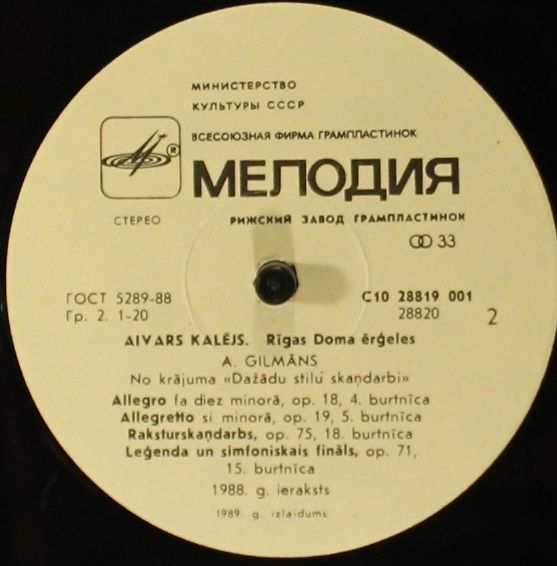 МИНИСТЕРСТВО
КУЛЬТУРЫ СССР
ВСЕСОЮЗНАЯ ФИРМА ГРАМПЛАСТИНОК
®
МЕЛОДИЯ
СТЕРЕО
РИЖСКИЙ ЗАВОД ГРАМПЛАСТИНОК
33
ГОСТ 5289-88
Гр. 2. 1-20
С10 28819 001
28820
2
AIVARS KALĒJS. Rīgas Doma ērģeles
A. GILMĀNS
No krājuma «Dažādu stilu skaņdarbi»
Allegro fa diez minorā, op. 18, 4. burtnīca
Allegretto si minorā, op. 19, 5. burtnīca
Raksturskaņdarbs, op. 75, 18. burtnīca
Leģenda un simfoniskais fināls, op. 71,
15. burtnīca
1988. g. ieraksts
1989. g. izlaidums